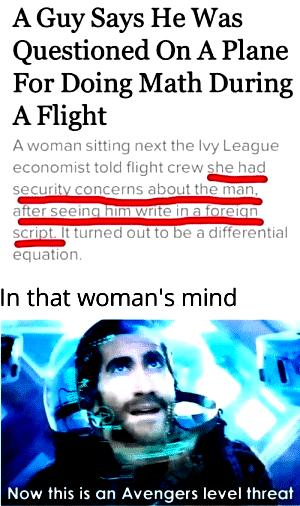 A Guy Says He Was
Questioned On A Plane
For Doing Math During
A Flight
A woman sitting next the Ivy League
economist told flight crew she had
security concerns about the man,
after seeing him write in a foreign
script. It turned out to be a differential
equation.
In that woman's mind
Now this is an Avengers level threat